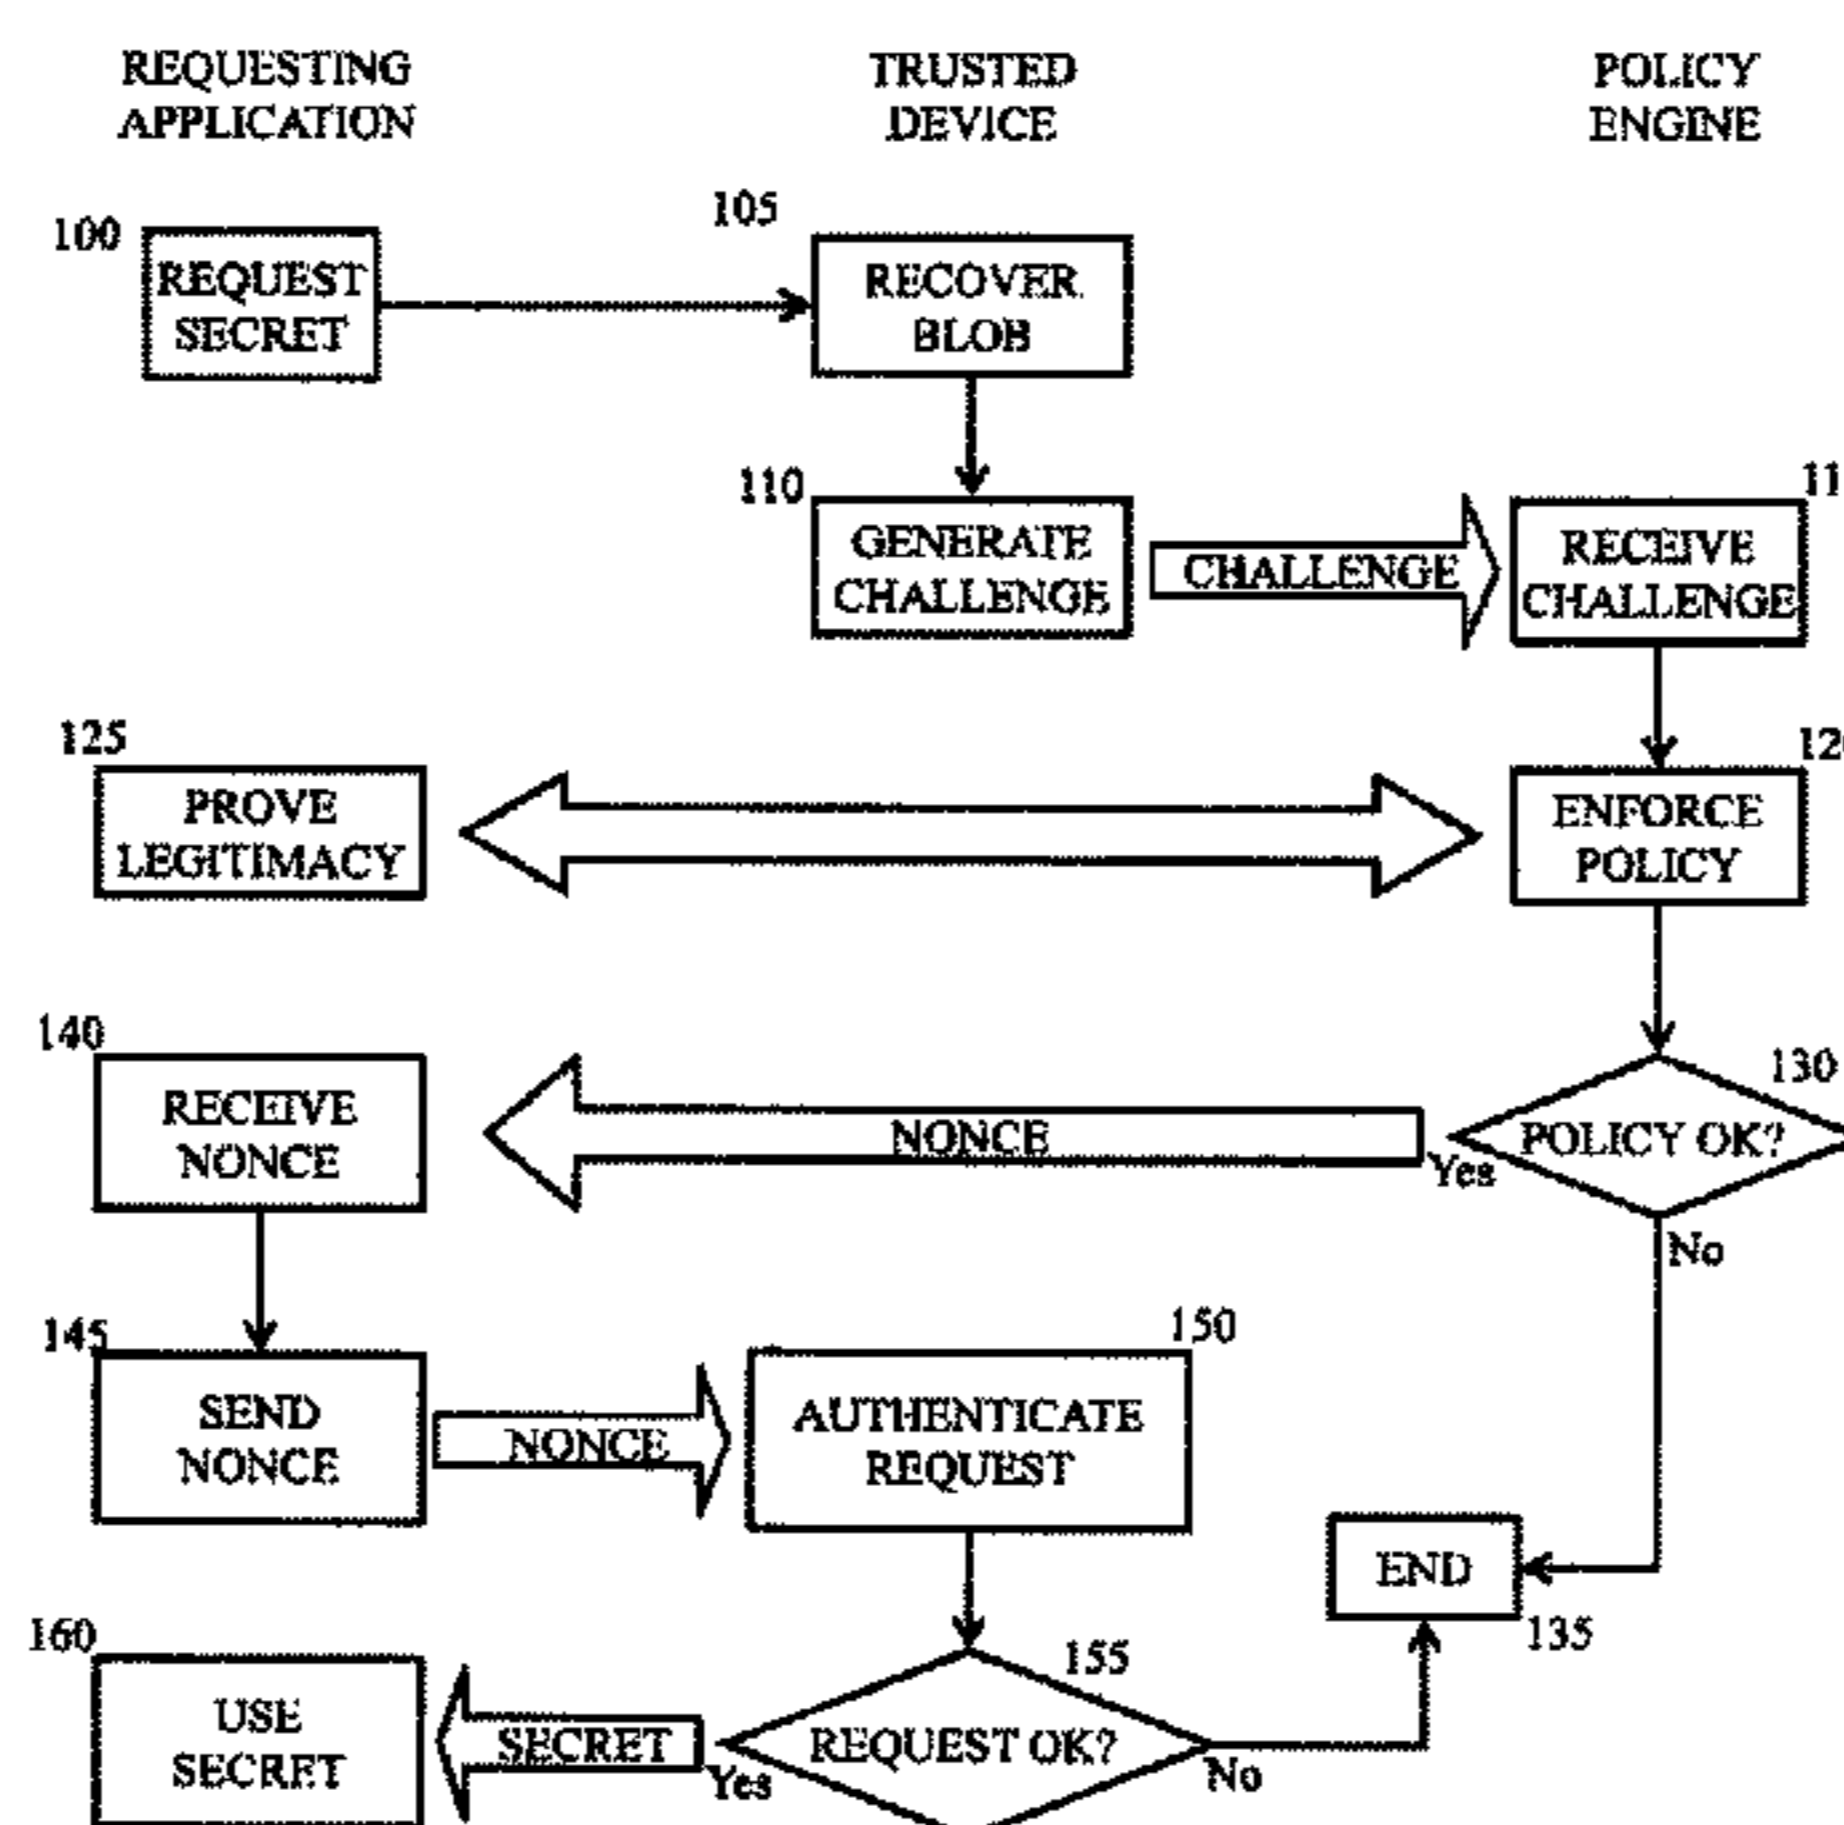 REQUESTING
APPLICATION
TRUSTED
DEVICE
POLICY
ENGINE
100
REQUEST
SECRET
105
RECOVER
BLOB
110
GENERATE
CHALLENGE
CHALLENGE
11
RECEIVE
CHALLENGE
125
PROVE
LEGITIMACY
120
ENFORCE
POLICY
140
RECEIVE
NONCE
NONCE
130
POLICY OK?
Yes
No
145
SEND
NONCE
NONCE
150
AUTHENTICATE
REQUEST
END
135
160
USE
SECRET
SECRET
155
REQUEST OK?
Yes
No